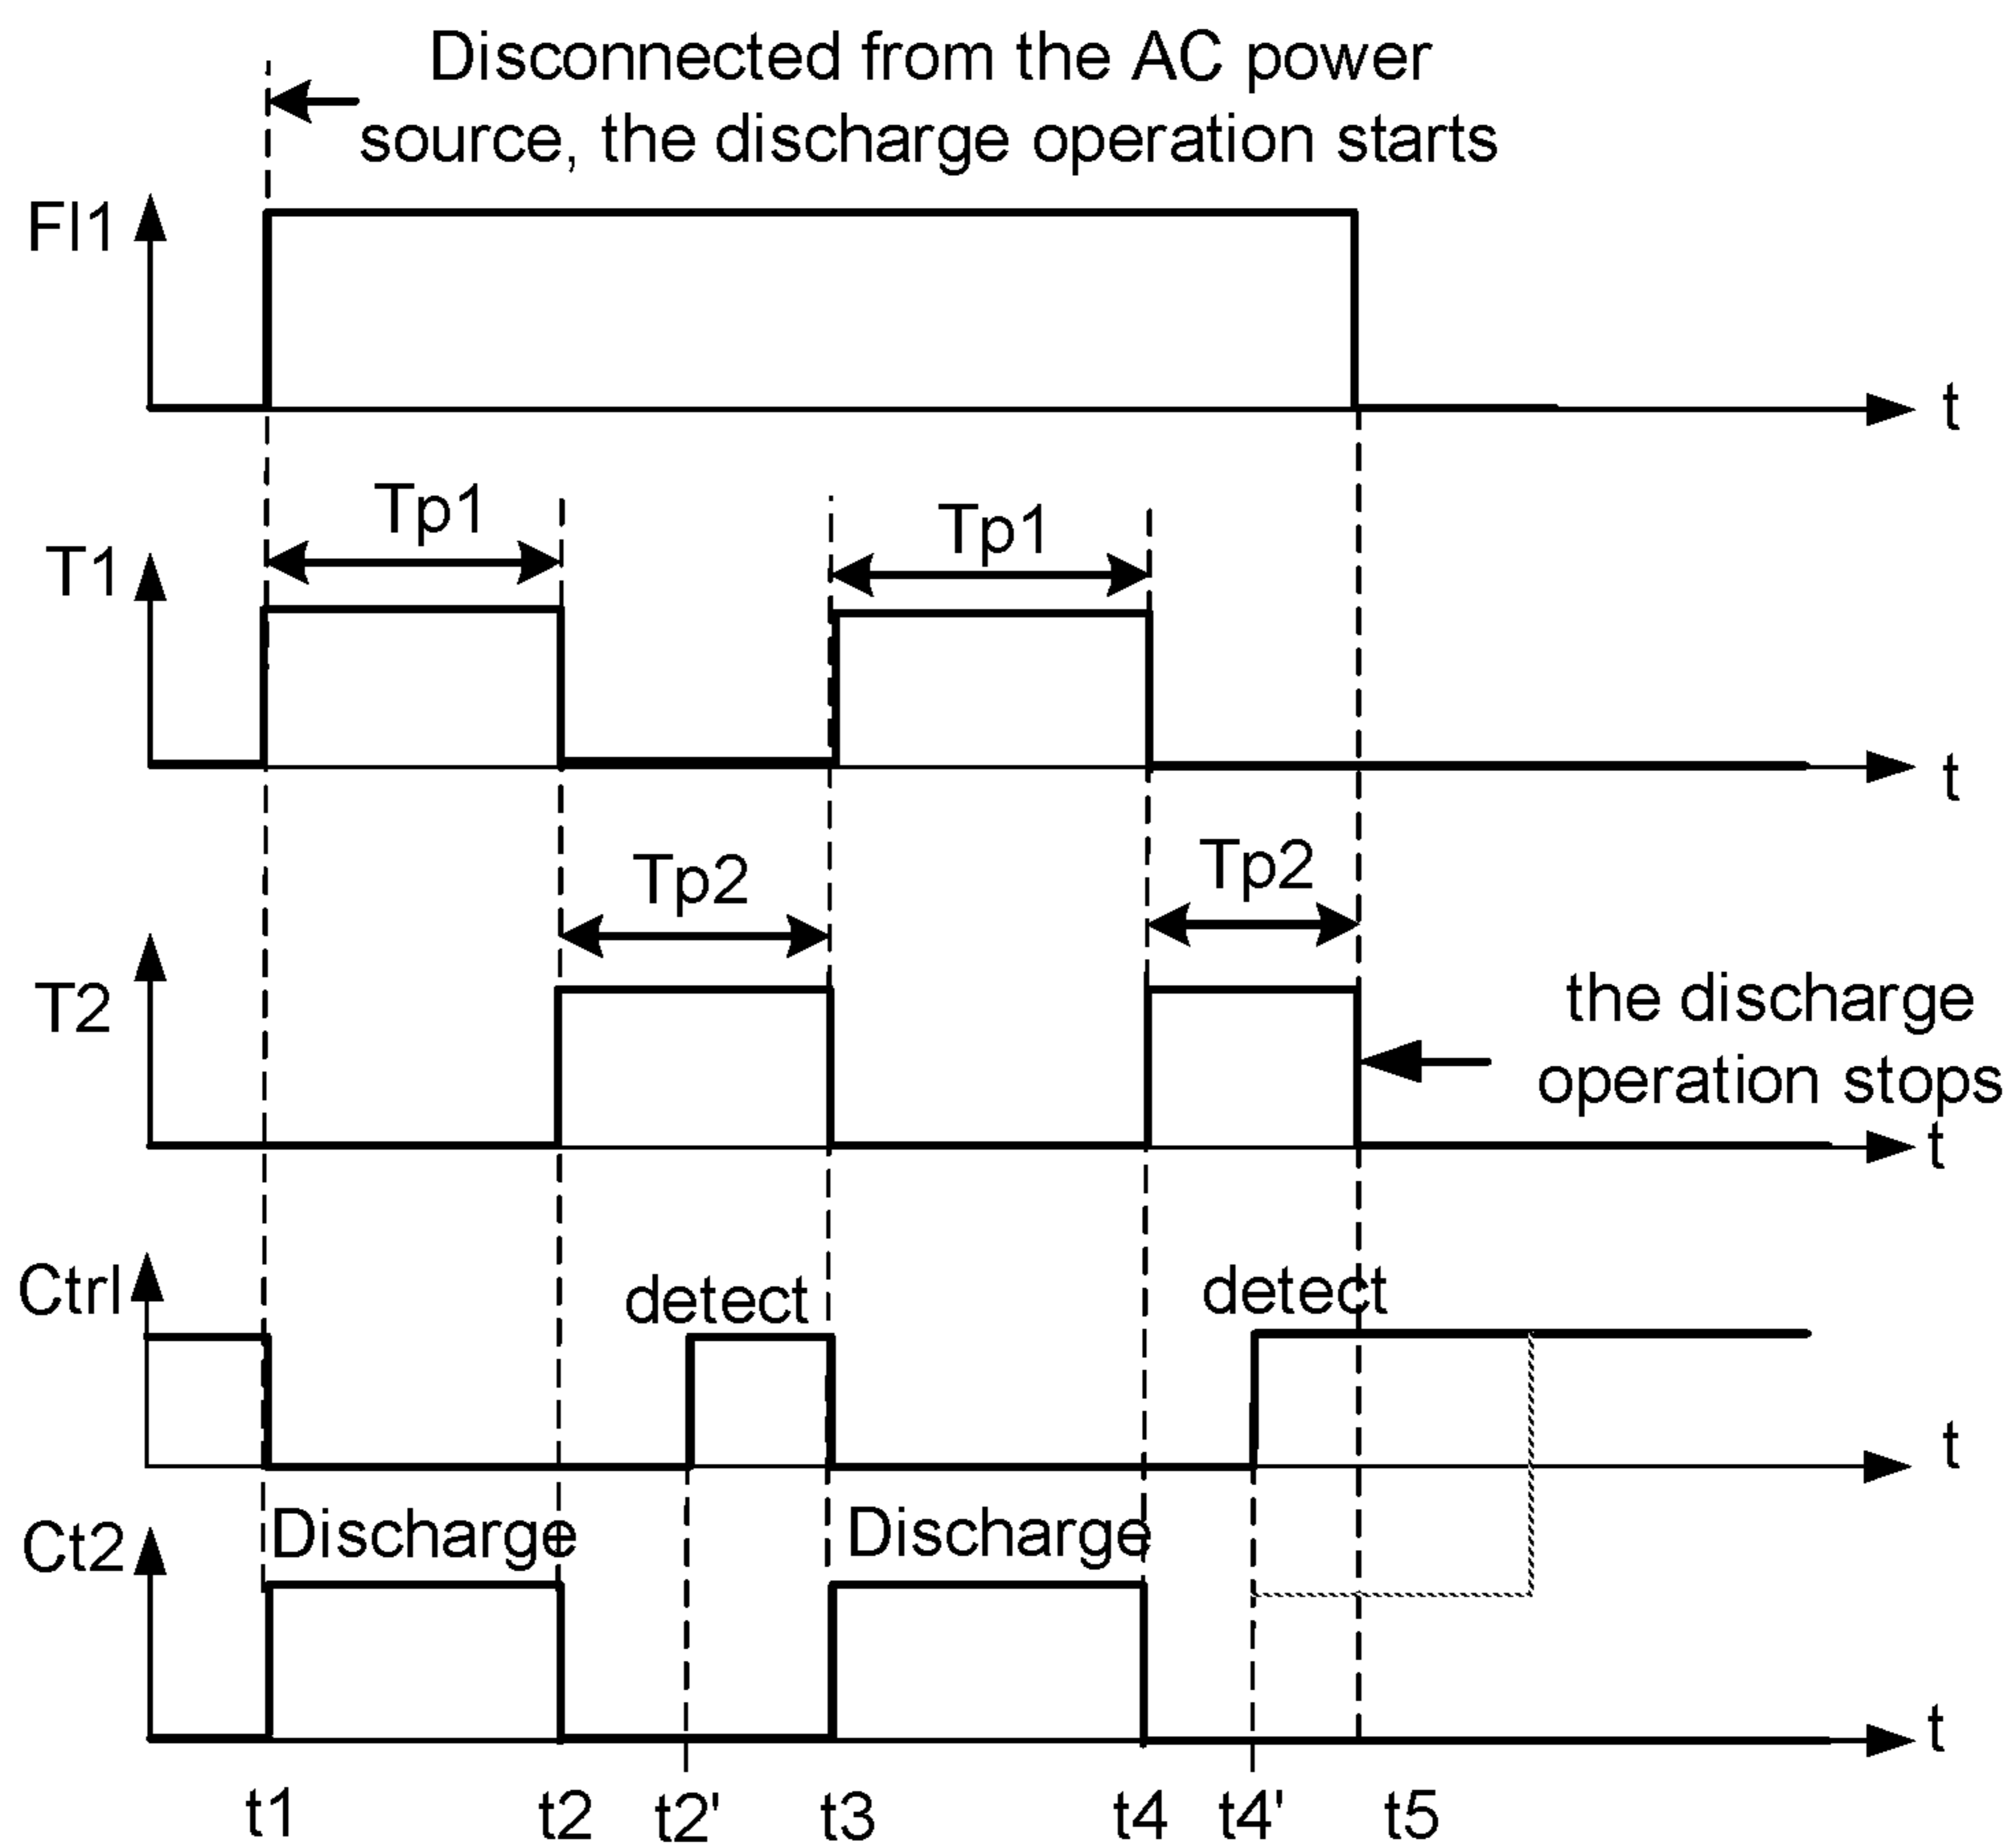 Disconnected from the AC power
source, the discharge operation starts
Fl1
t
Tp1
Tp1
T1
t
Tp2
Tp2
T2
the discharge
operation stops
t
Ctrl
detect
detect
t
Ct2
Discharge
Discharge
t
t1
t2
t2'
t3
t4
t4'
t5